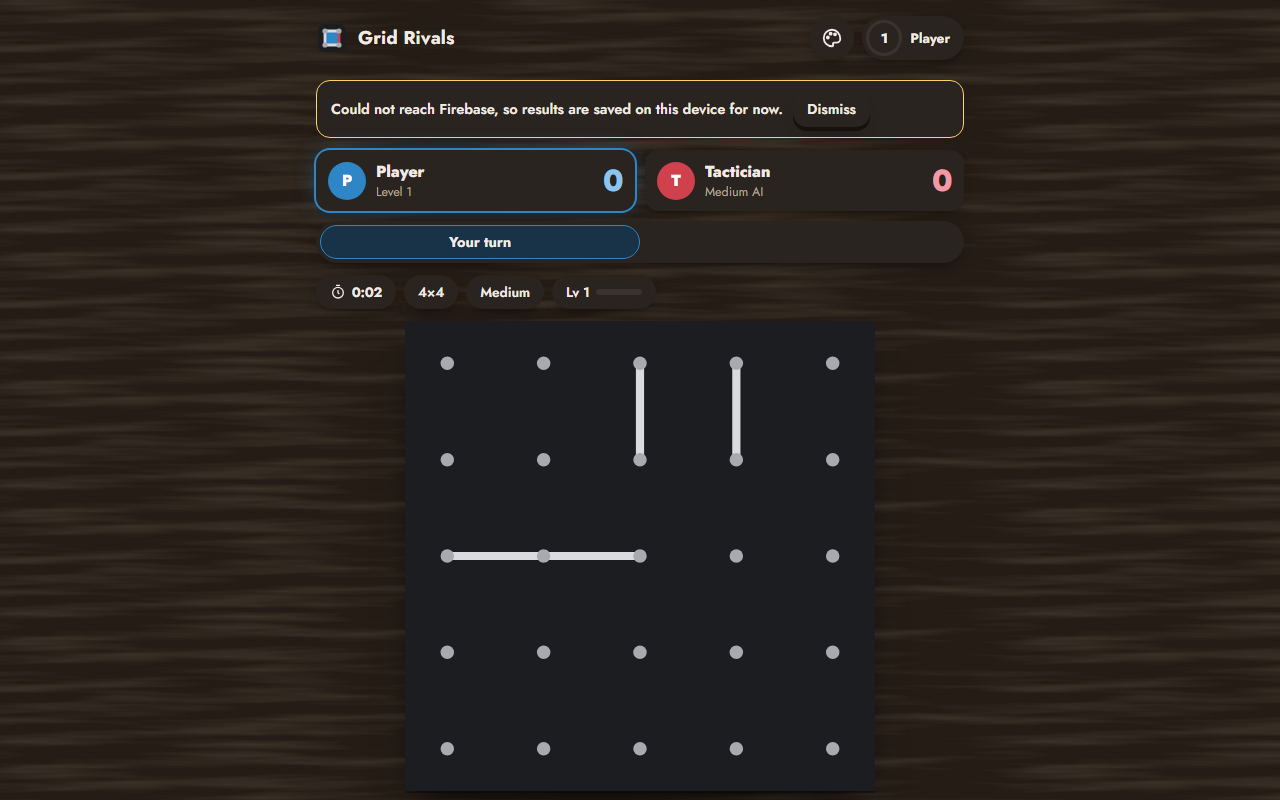 Grid Rivals
1 Player
Could not reach Firebase, so results are saved on this device for now. Dismiss
P Player 0
Level 1
T Tactician 0
Medium AI
Your turn
0:02 4×4 Medium Lv 1